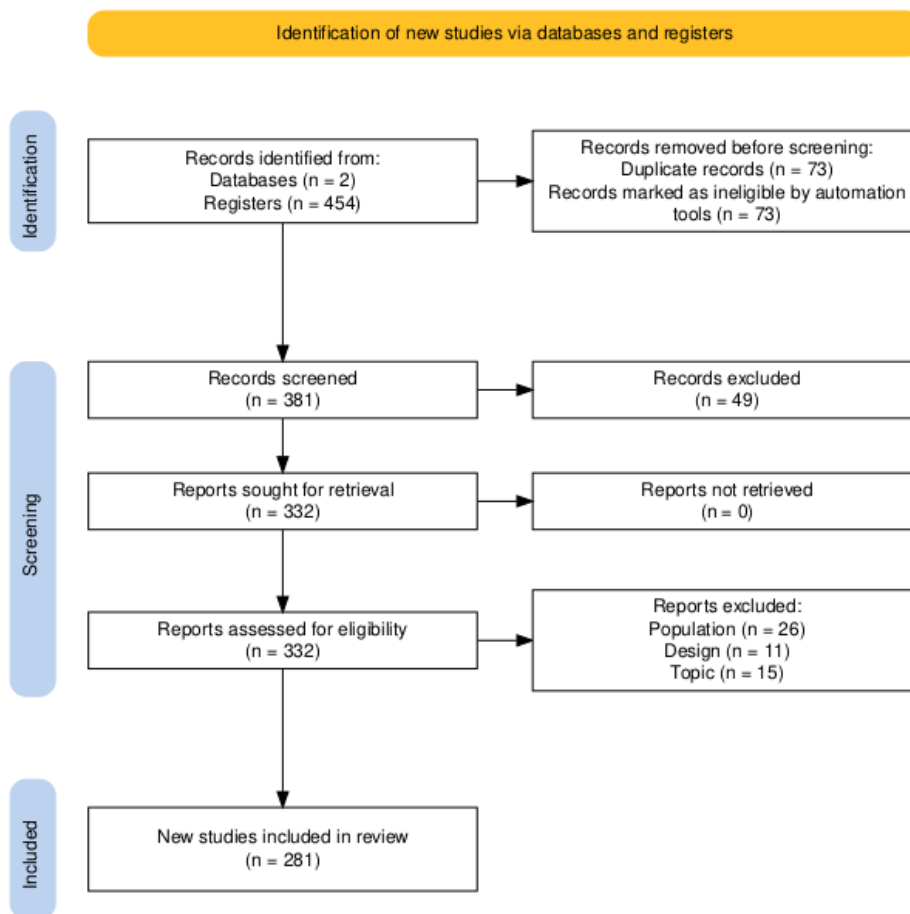 Identification of new studies via databases and registers
Identification
Records identified from:
Databases (n = 2)
Registers (n = 454)
Records removed before screening:
Duplicate records (n = 73)
Records marked as ineligible by automation
tools (n = 73)
Screening
Records screened
(n = 381)
Records excluded
(n = 49)
Reports sought for retrieval
(n = 332)
Reports not retrieved
(n = 0)
Reports assessed for eligibility
(n = 332)
Reports excluded:
Population (n = 26)
Design (n = 11)
Topic (n = 15)
Included
New studies included in review
(n = 281)